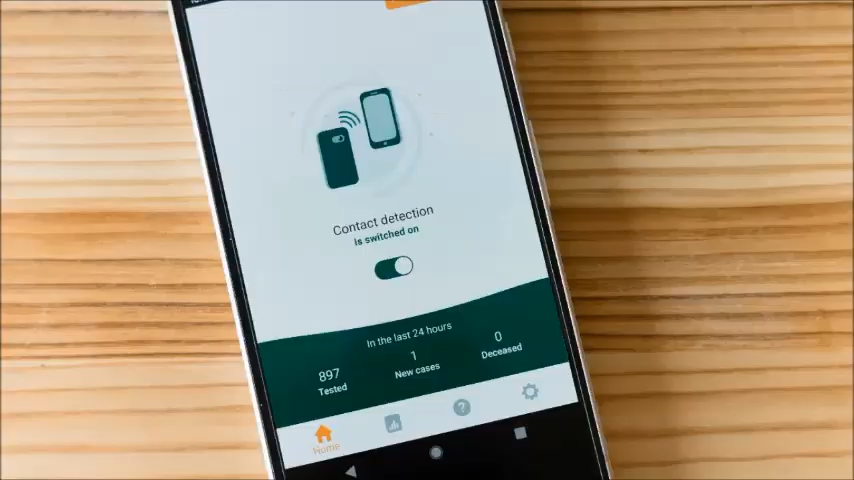 Contact detection
Is switched on
In the last 24 hours
897
Tested
1
New cases
0
Deceased
Home
?